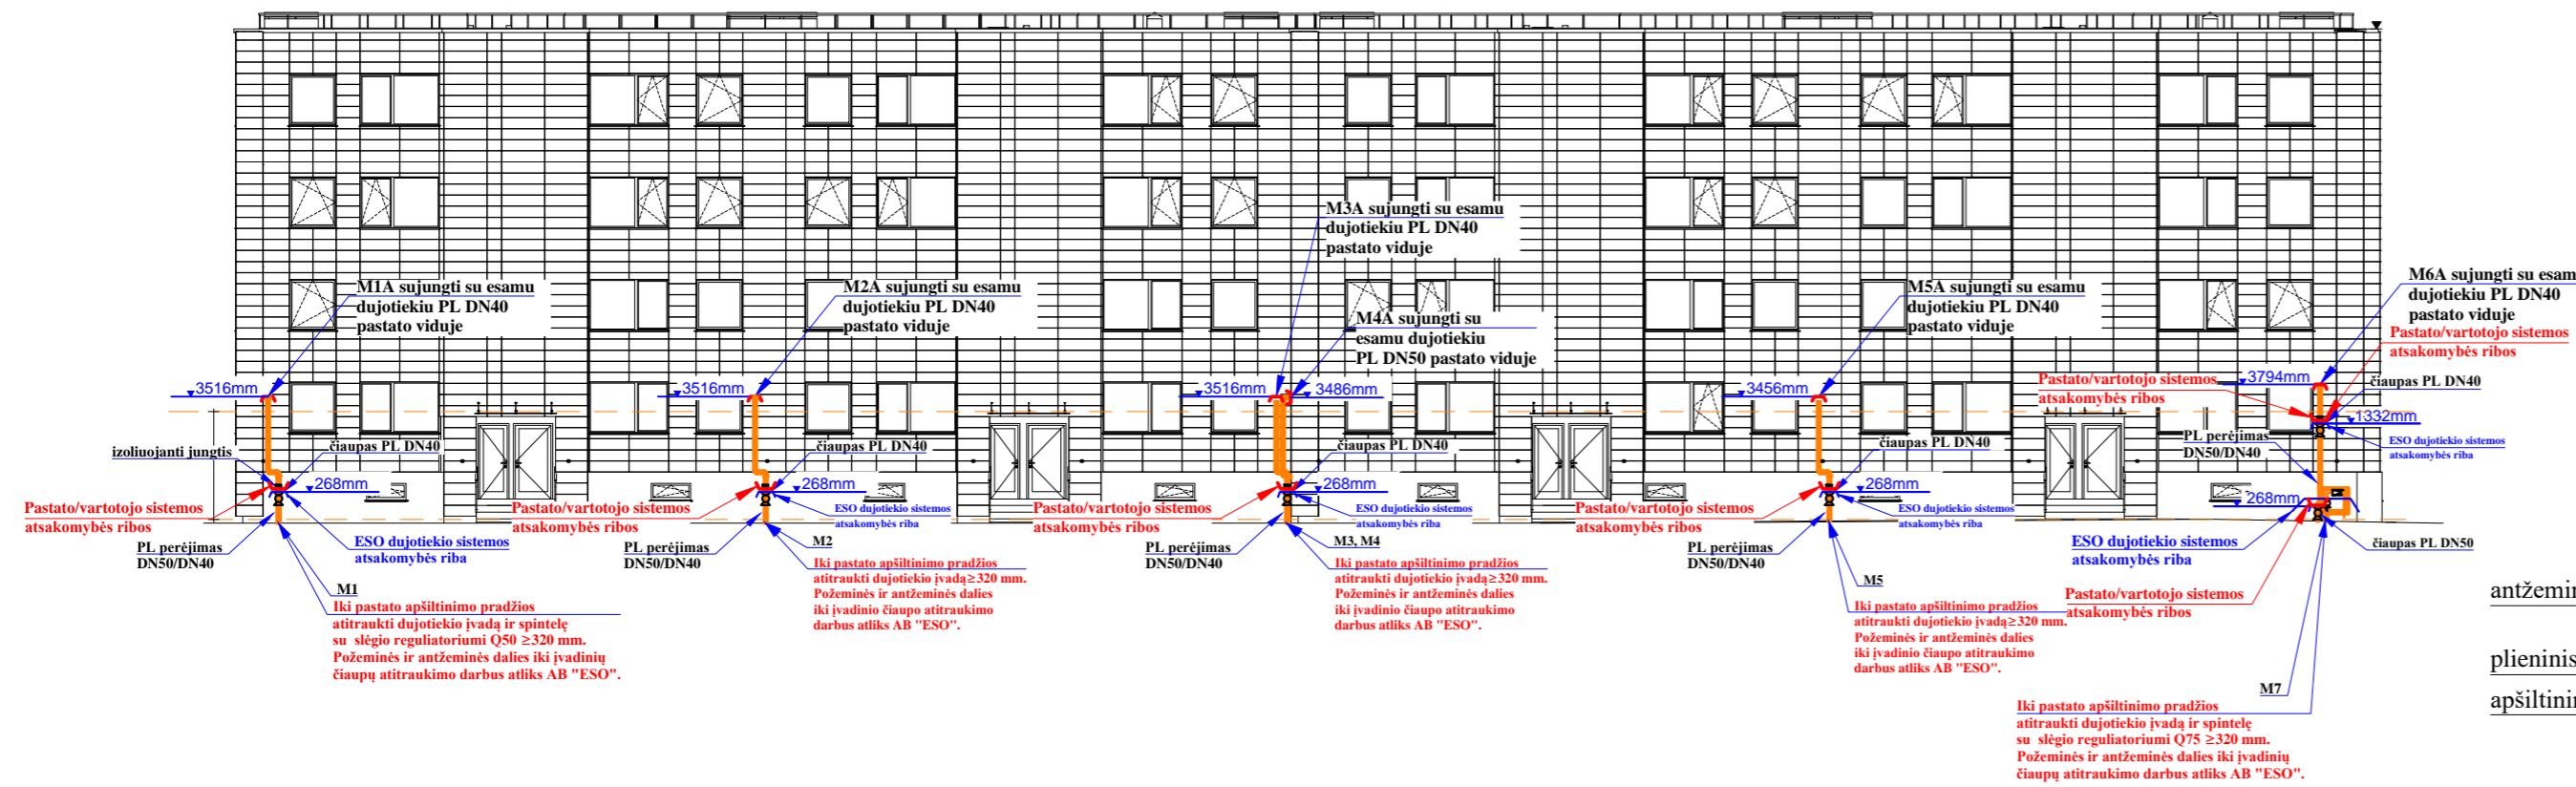 M3A sujungti su esamu
dujotiekiu PL DN40
pastato viduje
M1A sujungti su esamu
dujotiekiu PL DN40
pastato viduje
M2A sujungti su esamu
dujotiekiu PL DN40
pastato viduje
M4A sujungti su
esamu dujotiekiu
PL DN50 pastato viduje
M5A sujungti su esamu
dujotiekiu PL DN40
pastato viduje
M6A sujungti su esam
dujotiekiu PL DN40
pastato viduje
Pastato/vartotojo sistemos
atsakomybės ribos
3516mm
3516mm
3516mm
3486mm
3456mm
Pastato/vartotojo sistemos
atsakomybės ribos
3794mm
čiaupas PL DN40
1332mm
ESO dujotiekio sistemos
atsakomybės riba
PL perėjimas
DN50/DN40
izoliuojanti jungtis
čiaupas PL DN40
268mm
Pastato/vartotojo sistemos
atsakomybės ribos
PL perėjimas
DN50/DN40
ESO dujotiekio sistemos
atsakomybės riba
M1
Iki pastato apšiltinimo pradžios
atitraukti dujotiekio įvadą ir spintelę
su slėgio reguliatoriumi Q50 ≥320 mm.
Požeminės ir antžeminės dalies iki įvadinių
čiaupų atitraukimo darbus atliks AB "ESO".
čiaupas PL DN40
268mm
Pastato/vartotojo sistemos
atsakomybės ribos
ESO dujotiekio sistemos
atsakomybės riba
PL perėjimas
DN50/DN40
M2
Iki pastato apšiltinimo pradžios
atitraukti dujotiekio įvadą≥320 mm.
Požeminės ir antžeminės dalies
iki įvadinio čiaupo atitraukimo
darbus atliks AB "ESO".
čiaupas PL DN40
268mm
Pastato/vartotojo sistemos
atsakomybės ribos
ESO dujotiekio sistemos
atsakomybės riba
PL perėjimas
DN50/DN40
M3, M4
Iki pastato apšiltinimo pradžios
atitraukti dujotiekio įvadą≥320 mm.
Požeminės ir antžeminės dalies
iki įvadinio čiaupo atitraukimo
darbus atliks AB "ESO".
čiaupas PL DN40
268mm
Pastato/vartotojo sistemos
atsakomybės ribos
ESO dujotiekio sistemos
atsakomybės riba
PL perėjimas
DN50/DN40
M5
Iki pastato apšiltinimo pradžios
atitraukti dujotiekio įvadą≥320 mm.
Požeminės ir antžeminės dalies
iki įvadinio čiaupo atitraukimo
darbus atliks AB "ESO".
268mm
ESO dujotiekio sistemos
atsakomybės riba
čiaupas PL DN50
Pastato/vartotojo sistemos
atsakomybės ribos
M7
Iki pastato apšiltinimo pradžios
atitraukti dujotiekio įvadą ir spintelę
su slėgio reguliatoriumi Q75 ≥320 mm.
Požeminės ir antžeminės dalies iki įvadinių
čiaupų atitraukimo darbus atliks AB "ESO".
antžemin
plieninis
apšiltinin